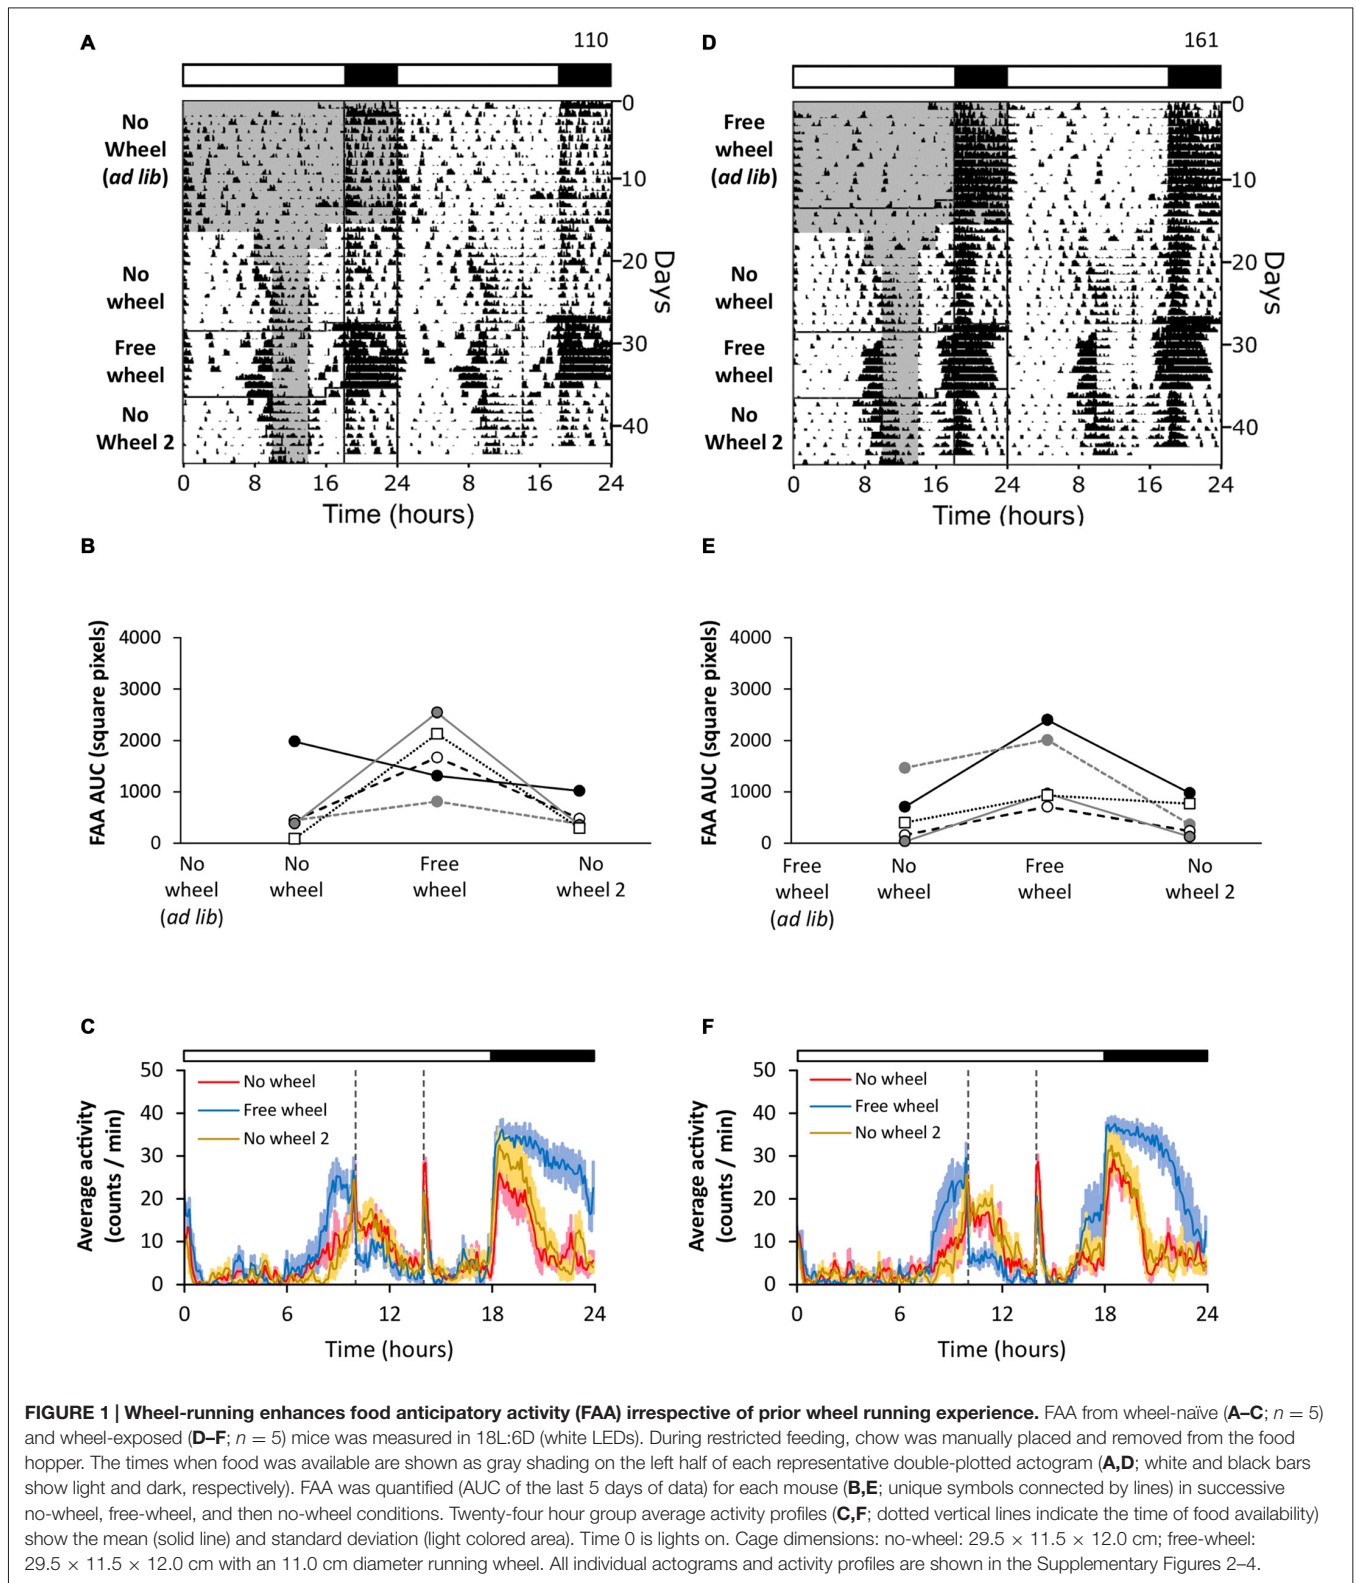 A
110
No
Wheel
(ad lib)
No
wheel
Free
wheel
No
Wheel 2
0
10
20
30
40
Days
0 8 16 24 8 16 24
Time (hours)
D
161
Free
wheel
(ad lib)
No
wheel
Free
wheel
No
Wheel 2
0
10
20
30
40
Days
0 8 16 24 8 16 24
Time (hours)
B
FAA AUC (square pixels)
4000
3000
2000
1000
0
No No Free No
wheel wheel wheel wheel 2
(ad lib)
E
FAA AUC (square pixels)
4000
3000
2000
1000
0
Free No Free No
wheel wheel wheel wheel 2
(ad lib)
C
Average activity
(counts / min)
50
40
30
20
10
0
No wheel
Free wheel
No wheel 2
0 6 12 18 24
Time (hours)
F
Average activity
(counts / min)
50
40
30
20
10
0
No wheel
Free wheel
No wheel 2
0 6 12 18 24
Time (hours)
FIGURE 1 | Wheel-running enhances food anticipatory activity (FAA) irrespective of prior wheel running experience. FAA from wheel-naïve (A–C; n = 5)
and wheel-exposed (D–F; n = 5) mice was measured in 18L:6D (white LEDs). During restricted feeding, chow was manually placed and removed from the food
hopper. The times when food was available are shown as gray shading on the left half of each representative double-plotted actogram (A,D; white and black bars
show light and dark, respectively). FAA was quantified (AUC of the last 5 days of data) for each mouse (B,E; unique symbols connected by lines) in successive
no-wheel, free-wheel, and then no-wheel conditions. Twenty-four hour group average activity profiles (C,F; dotted vertical lines indicate the time of food availability)
show the mean (solid line) and standard deviation (light colored area). Time 0 is lights on. Cage dimensions: no-wheel: 29.5 × 11.5 × 12.0 cm; free-wheel:
29.5 × 11.5 × 12.0 cm with an 11.0 cm diameter running wheel. All individual actograms and activity profiles are shown in the Supplementary Figures 2–4.